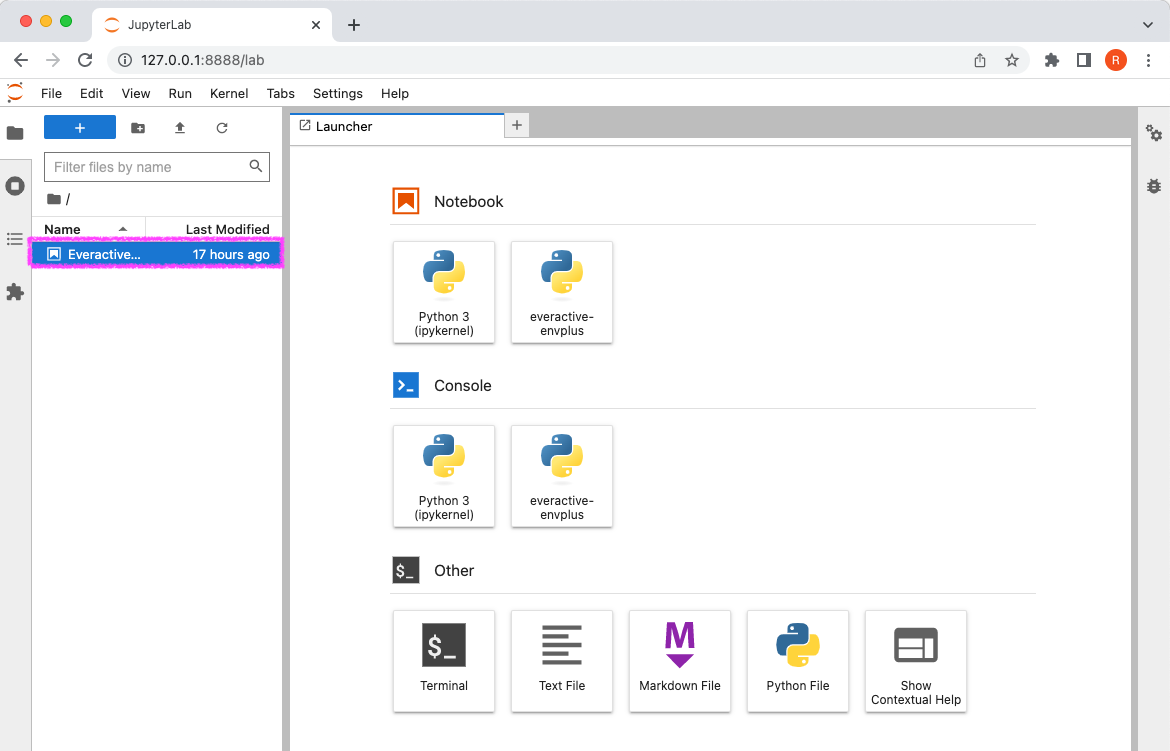 JupyterLab
127.0.0.1:8888/lab
R
File Edit View Run Kernel Tabs Settings Help
+
Launcher
+
Filter files by name
/
Name Last Modified
Everactive... 17 hours ago
Notebook
Python 3
(ipykernel)
everactive-
envplus
Console
Python 3
(ipykernel)
everactive-
envplus
$_ Other
$_
Terminal
Text File
M
Markdown File
Python File
Show
Contextual Help